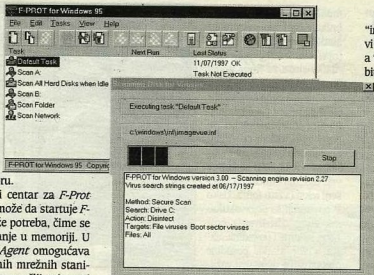 F-PROT for Windows 95
File Edit Tasks View Help
Task Next Run Last Status
Default Task 11/07/1997 OK
Scan A: Task Not Executed
Scan All Hard Disks when Idle
Scan B:
Scan Folder
Scan Network
F-PROT for Windows 95
Executing task "Default Task"
c:\windows\inf\imagevue.inf
Stop
F-PROT for Windows version 3.00 -- Scanning engine revision 2.27
Virus search strings created at 06/17/1997
Method: Secure Scan
Search: Drive C:
Action: Disinfect/Query
Targets: File viruses Boot sector viruses
Files: All
ru.
i centar za F-Prot
može da startuje F-
že potreba, čime se
anje u memoriji. U
Agent omogućava
nih mrežnih stani-
"in
vi
a
bi